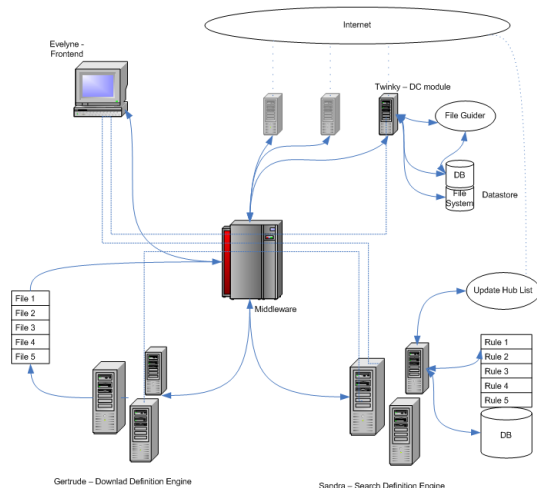 Internet
Evelyne -
Frontend
Twinky – DC module
File Guider
DB
File
System
Datastore
Middleware
Update Hub List
File 1
File 2
File 3
File 4
File 5
Rule 1
Rule 2
Rule 3
Rule 4
Rule 5
DB
Gertrude – Downlad Definition Engine
Sandra – Search Definition Engine